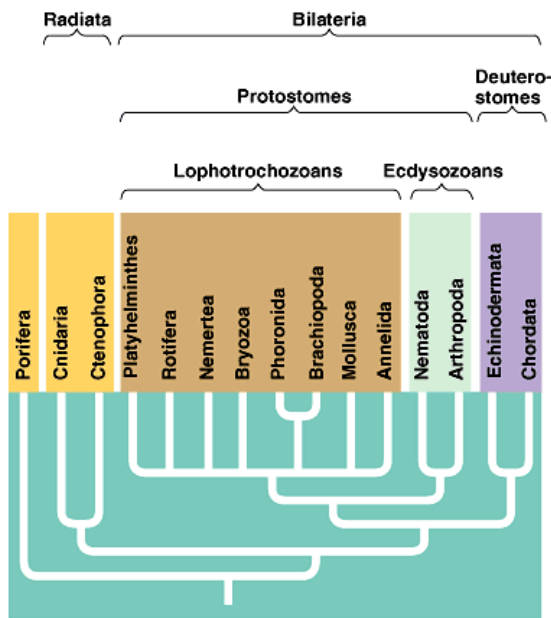 Radiata
Bilateria
Deutero-
stomes
Protostomes
Lophotrochozoans
Ecdysozoans
Porifera
Cnidaria
Ctenophora
Platyhelminthes
Rotifera
Nemertea
Bryozoa
Phoronida
Brachiopoda
Mollusca
Annelida
Nematoda
Arthropoda
Echinodermata
Chordata